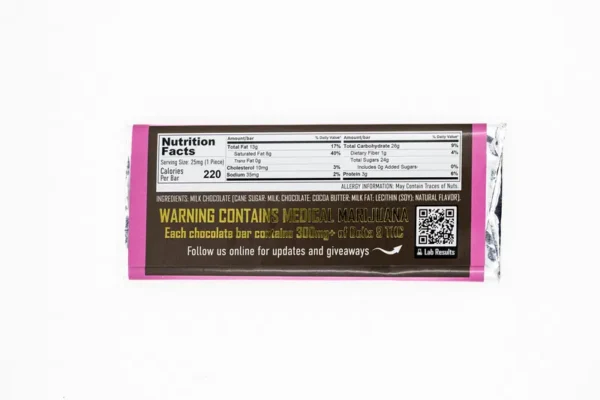 Nutrition Facts
Serving Size: 25mg (1 Piece)
Calories Per Bar 220
Amount/bar % Daily Value*
Total Fat 13g 17%
Saturated Fat 8g 40%
Trans Fat 0g
Cholesterol 10mg 3%
Sodium 35mg 2%
Amount/bar % Daily Value*
Total Carbohydrate 26g 9%
Dietary Fiber 1g 4%
Total Sugars 24g
Includes 0g Added Sugars 0%
Protein 3g 6%
ALLERGY INFORMATION: May Contain Traces of Nuts.
INGREDIENTS: MILK CHOCOLATE (CANE SUGAR; MILK; CHOCOLATE; COCOA BUTTER; MILK FAT; LECITHIN (SOY); NATURAL FLAVOR).
WARNING CONTAINS MEDICAL MARIJUANA
Each chocolate bar contains 300mg+ of Delta 9 THC
Follow us online for updates and giveaways
Lab Results